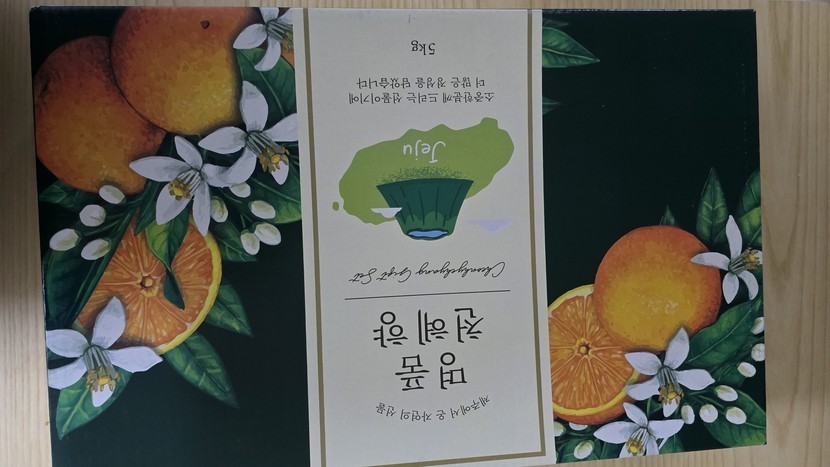 제주에서 온 자연의 선물
명품
천혜향
Cheonhyehyang Gift Set
Jeju
소중한분께 드리는 선물이기에
더 많은 정성을 담았습니다
5kg